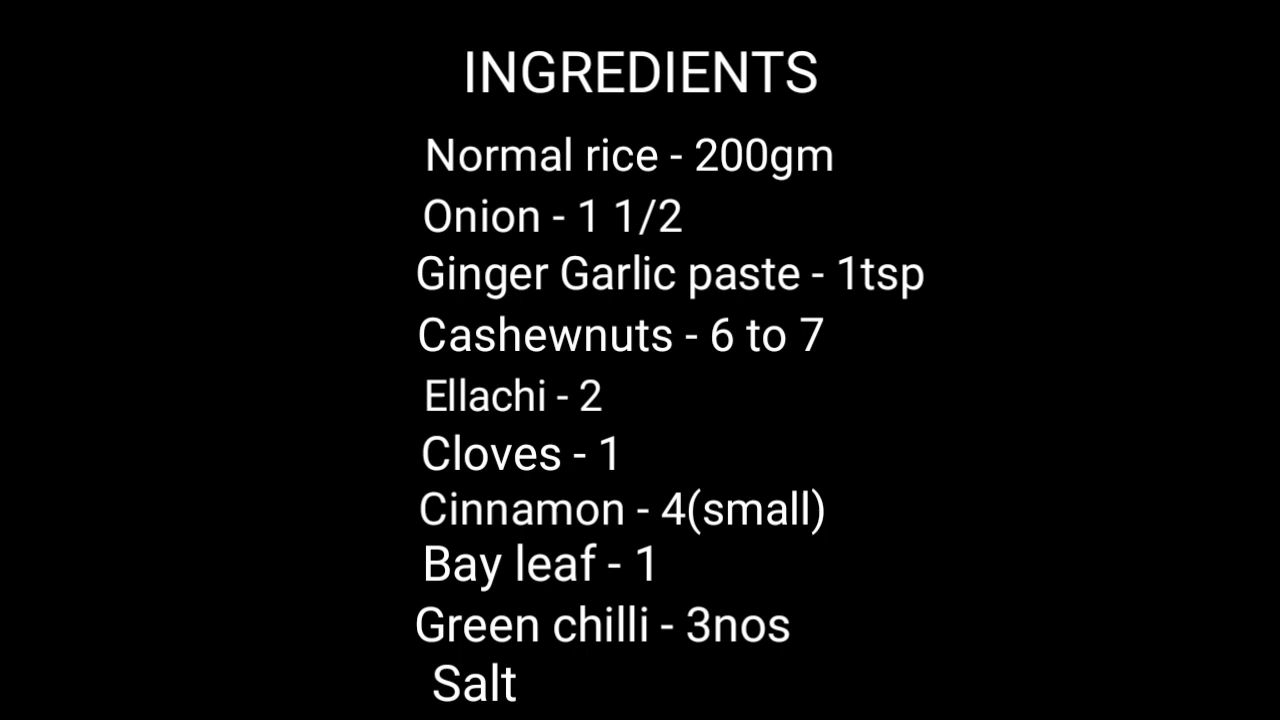 INGREDIENTS
Normal rice - 200gm
Onion - 1 1/2
Ginger Garlic paste - 1tsp
Cashewnuts - 6 to 7
Ellachi - 2
Cloves - 1
Cinnamon - 4(small)
Bay leaf - 1
Green chilli - 3nos
Salt